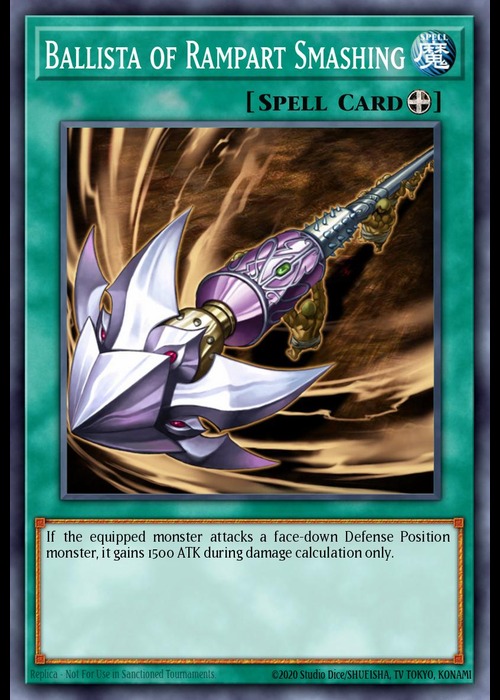 Ballista of Rampart Smashing
SPELL
魔
[Spell Card]
If the equipped monster attacks a face-down Defense Position
monster, it gains 1500 ATK during damage calculation only.
Replica - Not For Use in Sanctioned Tournaments
©2020 Studio Dice/SHUEISHA, TV TOKYO, KONAMI